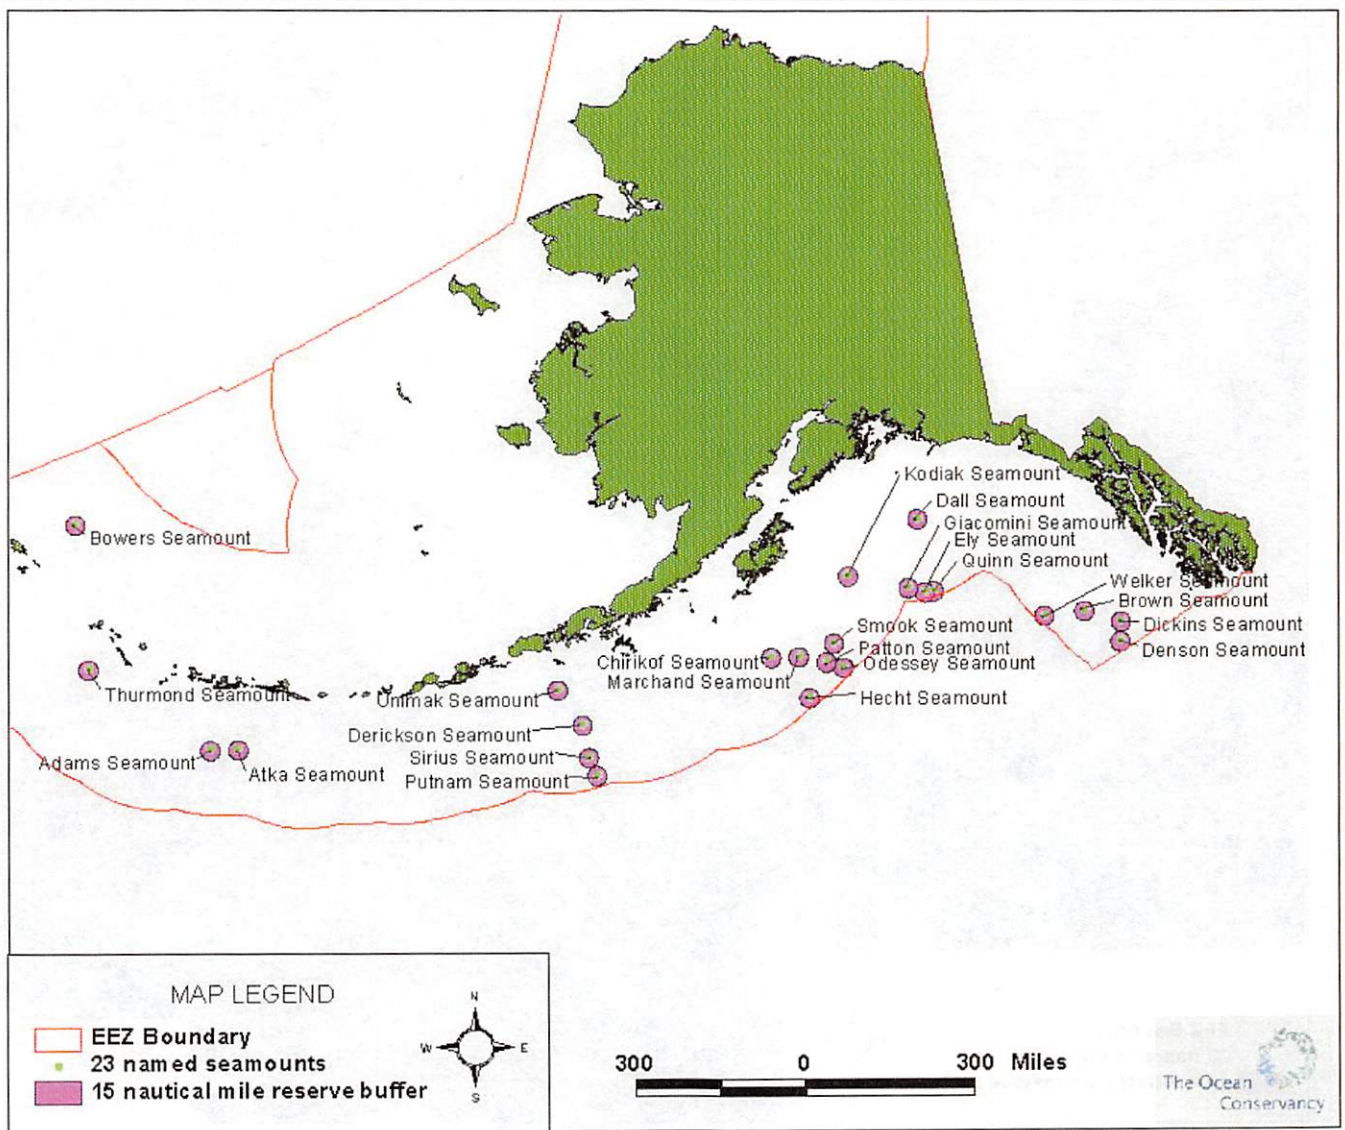 Kodiak Seamount
Dall Seamount
Giacomini Seamount
Ely Seamount
Quinn Seamount
Bowers Seamount
Welker Seamount
Brown Seamount
Dickins Seamount
Smook Seamount
Patton Seamount
Denson Seamount
Chirikof Seamount
Odessey Seamount
Marchand Seamount
Thurmond Seamount
Unimak Seamount
Hecht Seamount
Derickson Seamount
Sirius Seamount
Adams Seamount
Atka Seamount
Putnam Seamount
MAP LEGEND
N
W E
S
EEZ Boundary
23 named seamounts
15 nautical mile reserve buffer
300 0 300 Miles
The Ocean
Conservancy